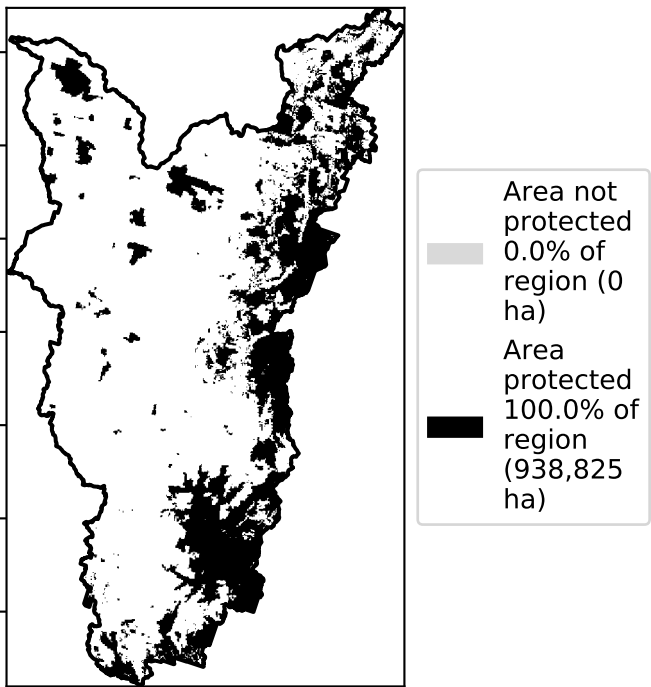 Area not
protected
0.0% of
region (0
ha)
Area
protected
100.0% of
region
(938,825
ha)